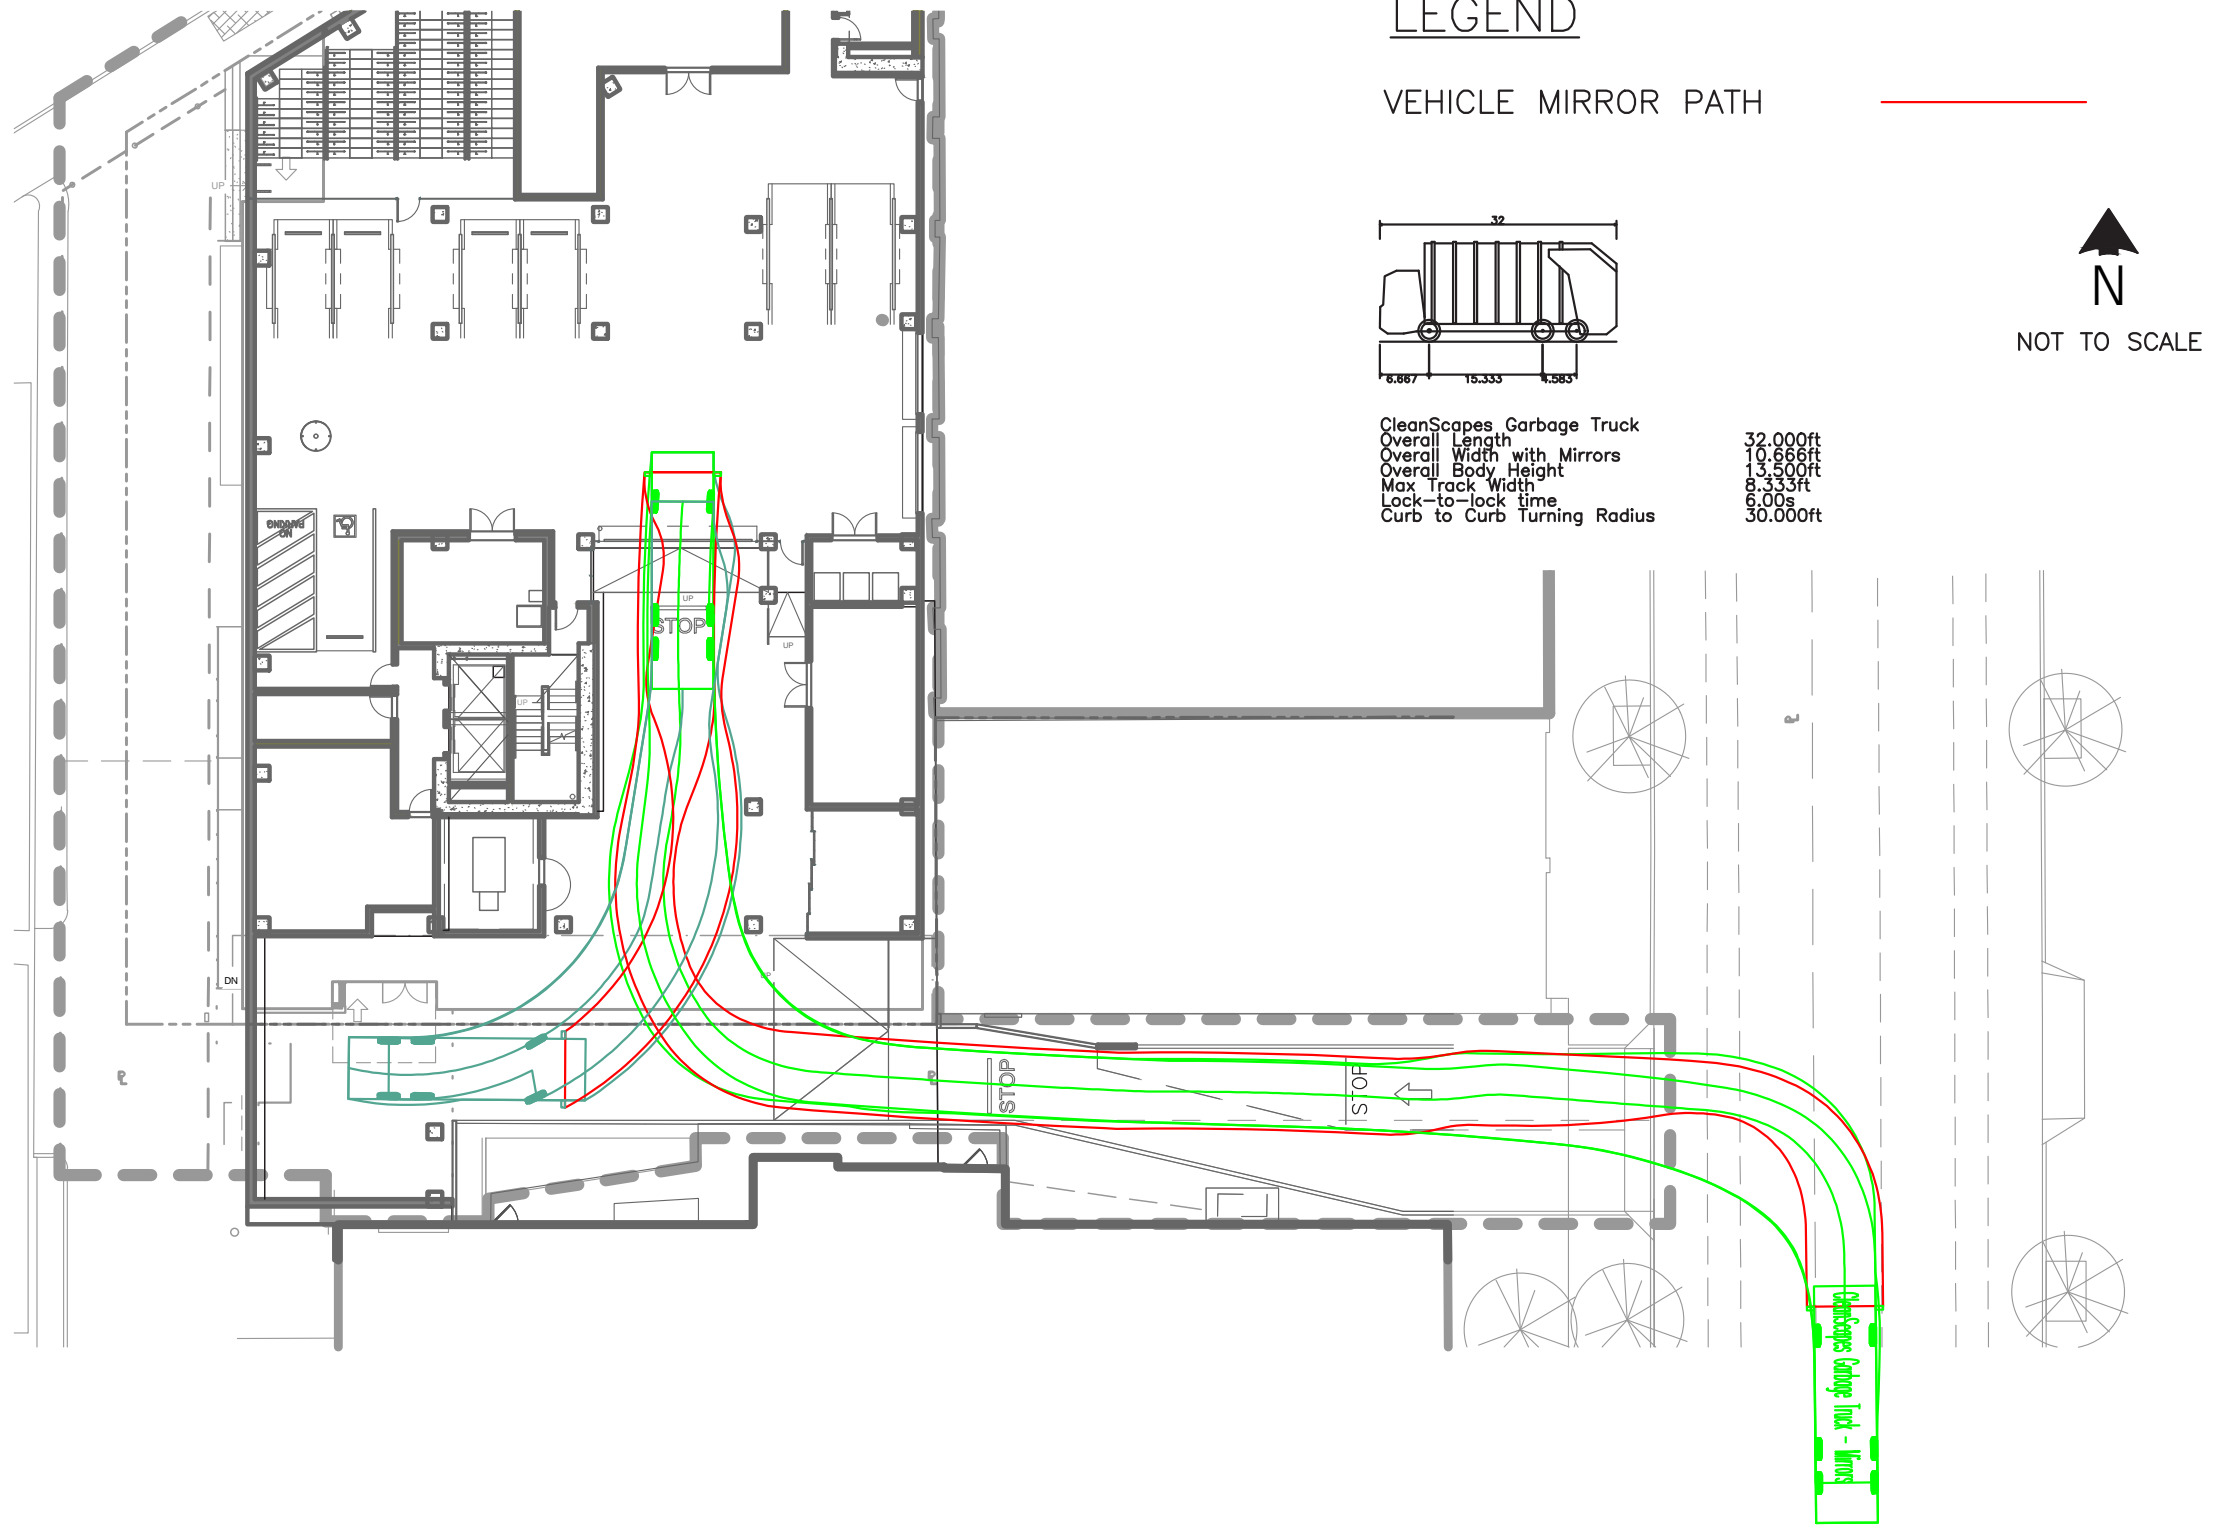 LEGEND
VEHICLE MIRROR PATH
32
N
NOT TO SCALE
6.667 15.333 4.583
CleanScapes Garbage Truck
Overall Length 32.000ft
Overall Width with Mirrors 10.666ft
Overall Body Height 13.500ft
Max Track Width 8.333ft
Lock-to-lock time 6.00s
Curb to Curb Turning Radius 30.000ft
UP
NO
PARKING
UP
STOP
UP
UP
UP
DN
STOP
STOP
CleanScapes Garbage Truck - Mirrors